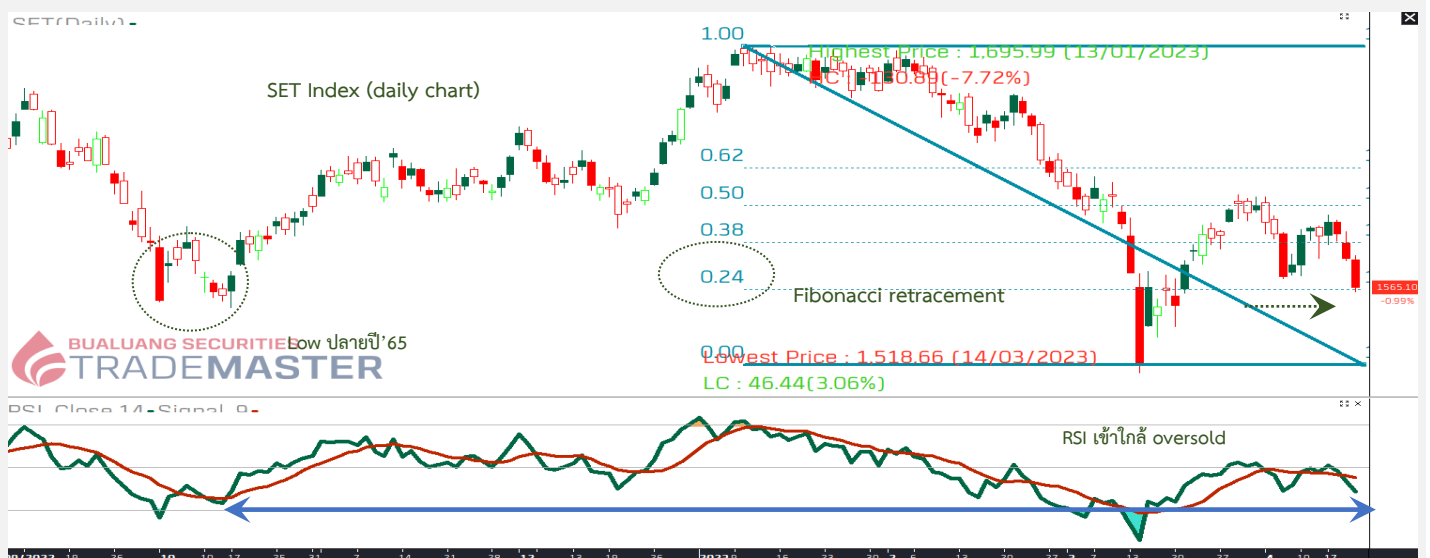 SET(Daily)
1.00
Highest Price : 1,695.99 (13/01/2023)
HC : -130.89(-7.72%)
SET Index (daily chart)
0.62
0.50
0.38
0.24
Fibonacci retracement
1565.10
-0.99%
Low ปลายปี'65
BUALUANG SECURITIES
TRADEMASTER
0.00
Lowest Price : 1,518.66 (14/03/2023)
LC : 46.44(3.06%)
RSI Close 14 Signal 9
RSI เข้าใกล้ oversold